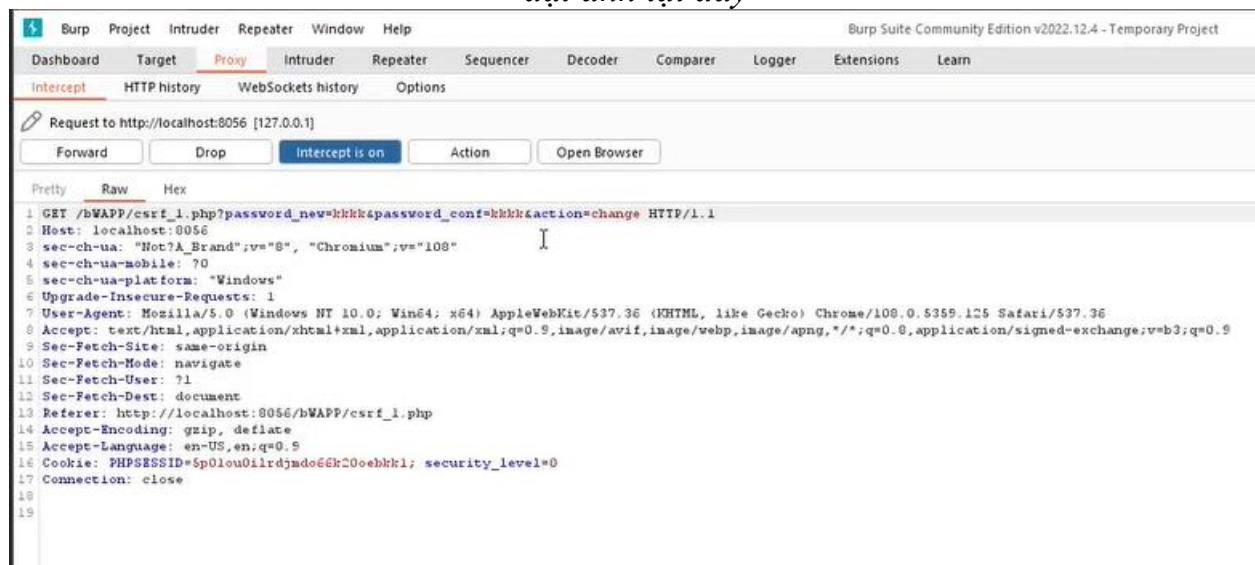 Burp Project Intruder Repeater Window Help Burp Suite Community Edition v2022.12.4 - Temporary Project
Dashboard Target Proxy Intruder Repeater Sequencer Decoder Comparer Logger Extensions Learn
Intercept HTTP history WebSockets history Options
Request to http://localhost:8056 [127.0.0.1]
Forward Drop Intercept is on Action Open Browser
Pretty Raw Hex
1 GET /bWAPP/csrf_1.php?password_new=kkkk&password_conf=kkkk&action=change HTTP/1.1
2 Host: localhost:8056
3 sec-ch-ua: "Not?A_Brand";v="8", "Chromium";v="108"
4 sec-ch-ua-mobile: ?0
5 sec-ch-ua-platform: "Windows"
6 Upgrade-Insecure-Requests: 1
7 User-Agent: Mozilla/5.0 (Windows NT 10.0; Win64; x64) AppleWebKit/537.36 (KHTML, like Gecko) Chrome/108.0.5359.125 Safari/537.36
8 Accept: text/html,application/xhtml+xml,application/xml;q=0.9,image/avif,image/webp,image/apng,*/*;q=0.8,application/signed-exchange;v=b3;q=0.9
9 Sec-Fetch-Site: same-origin
10 Sec-Fetch-Mode: navigate
11 Sec-Fetch-User: ?1
12 Sec-Fetch-Dest: document
13 Referer: http://localhost:8056/bWAPP/csrf_1.php
14 Accept-Encoding: gzip, deflate
15 Accept-Language: en-US,en;q=0.9
16 Cookie: PHPSESSID=5p01ou0i1rdjmdo66k20oebkk1; security_level=0
17 Connection: close
18
19